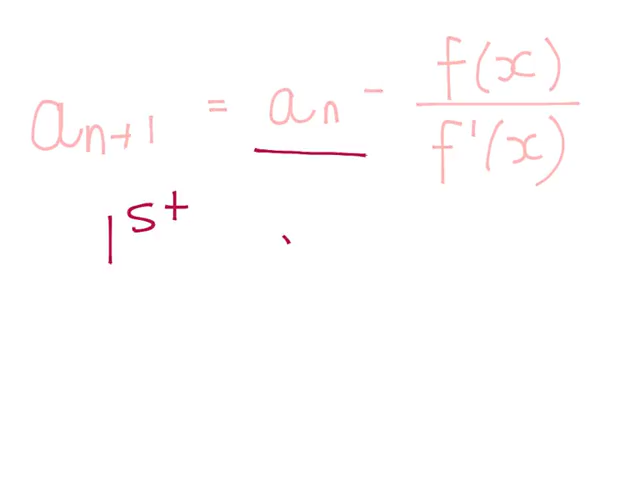 aₙ₊₁ = aₙ - f(x)/f'(x)
1st